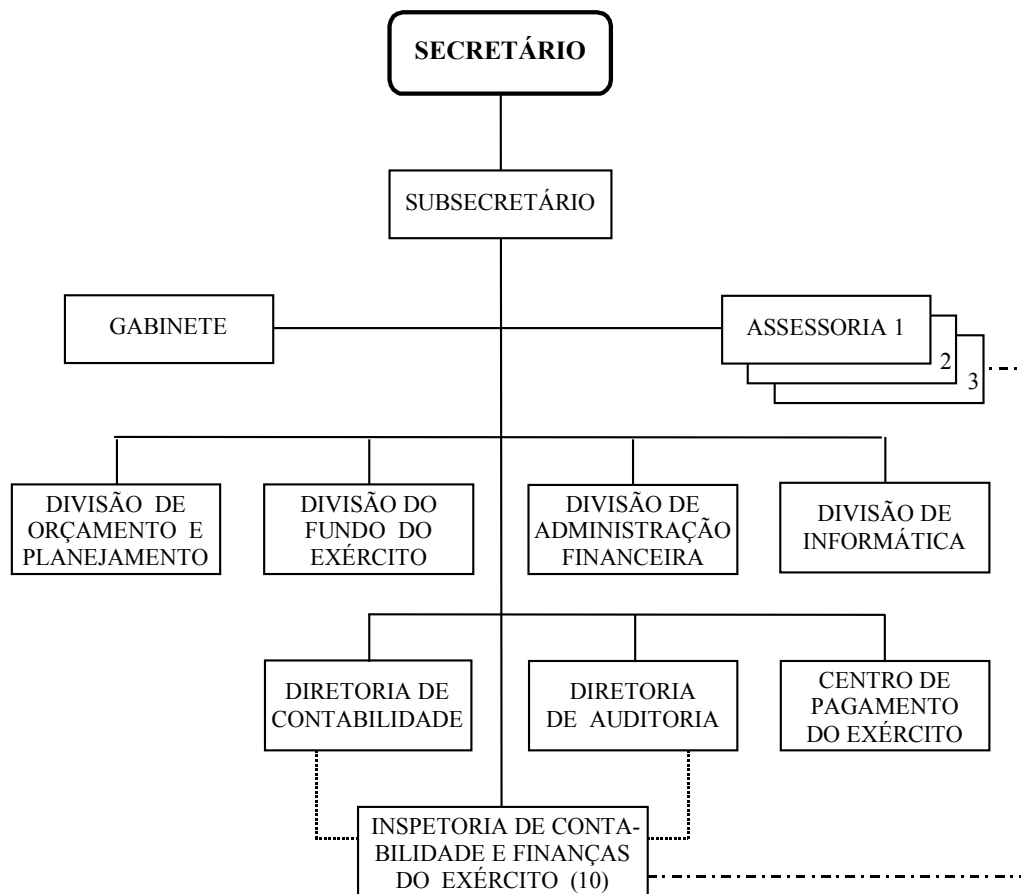 SECRETÁRIO
SUBSECRETÁRIO
GABINETE
ASSESSORIA 1
2
3
DIVISÃO DE
ORÇAMENTO E
PLANEJAMENTO
DIVISÃO DO
FUNDO DO
EXÉRCITO
DIVISÃO DE
ADMINISTRAÇÃO
FINANCEIRA
DIVISÃO DE
INFORMÁTICA
DIRETORIA DE
CONTABILIDADE
DIRETORIA
DE AUDITORIA
CENTRO DE
PAGAMENTO
DO EXÉRCITO
INSPETORIA DE CONTA-
BILIDADE E FINANÇAS
DO EXÉRCITO (10)